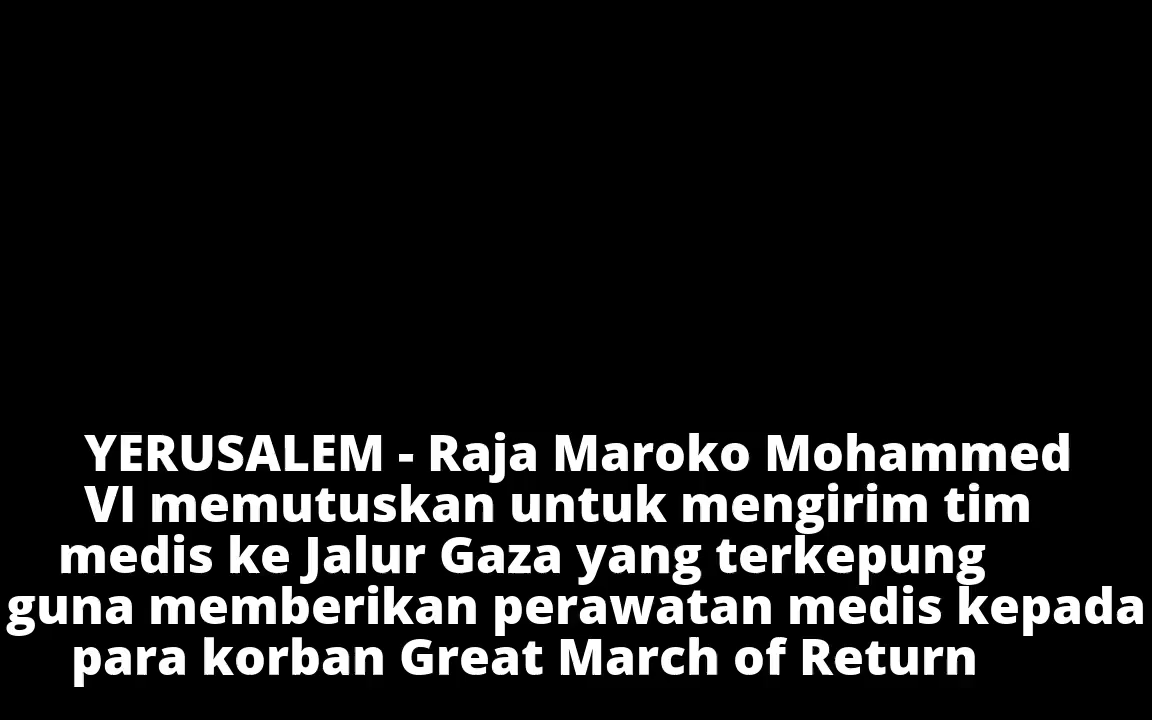 YERUSALEM - Raja Maroko Mohammed
VI memutuskan untuk mengirim tim
medis ke Jalur Gaza yang terkepung
guna memberikan perawatan medis kepada
para korban Great March of Return